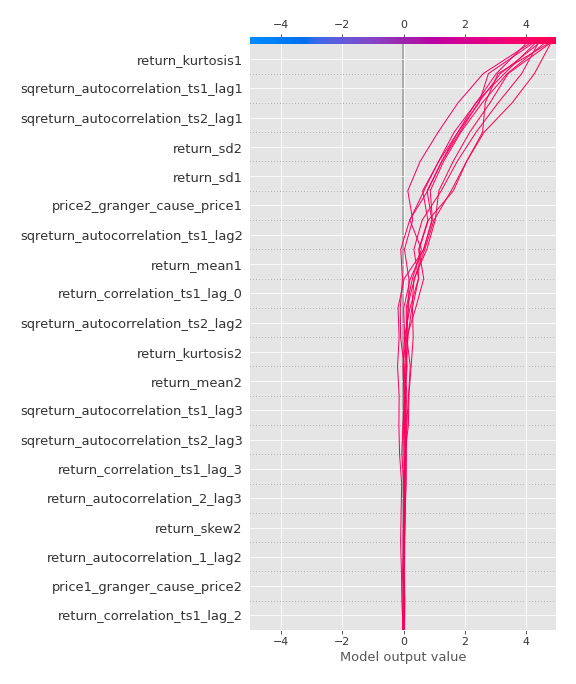 −4 −2 0 2 4
return_kurtosis1
sqreturn_autocorrelation_ts1_lag1
sqreturn_autocorrelation_ts2_lag1
return_sd2
return_sd1
price2_granger_cause_price1
sqreturn_autocorrelation_ts1_lag2
return_mean1
return_correlation_ts1_lag_0
sqreturn_autocorrelation_ts2_lag2
return_kurtosis2
return_mean2
sqreturn_autocorrelation_ts1_lag3
sqreturn_autocorrelation_ts2_lag3
return_correlation_ts1_lag_3
return_autocorrelation_2_lag3
return_skew2
return_autocorrelation_1_lag2
price1_granger_cause_price2
return_correlation_ts1_lag_2
−4 −2 0 2 4
Model output value